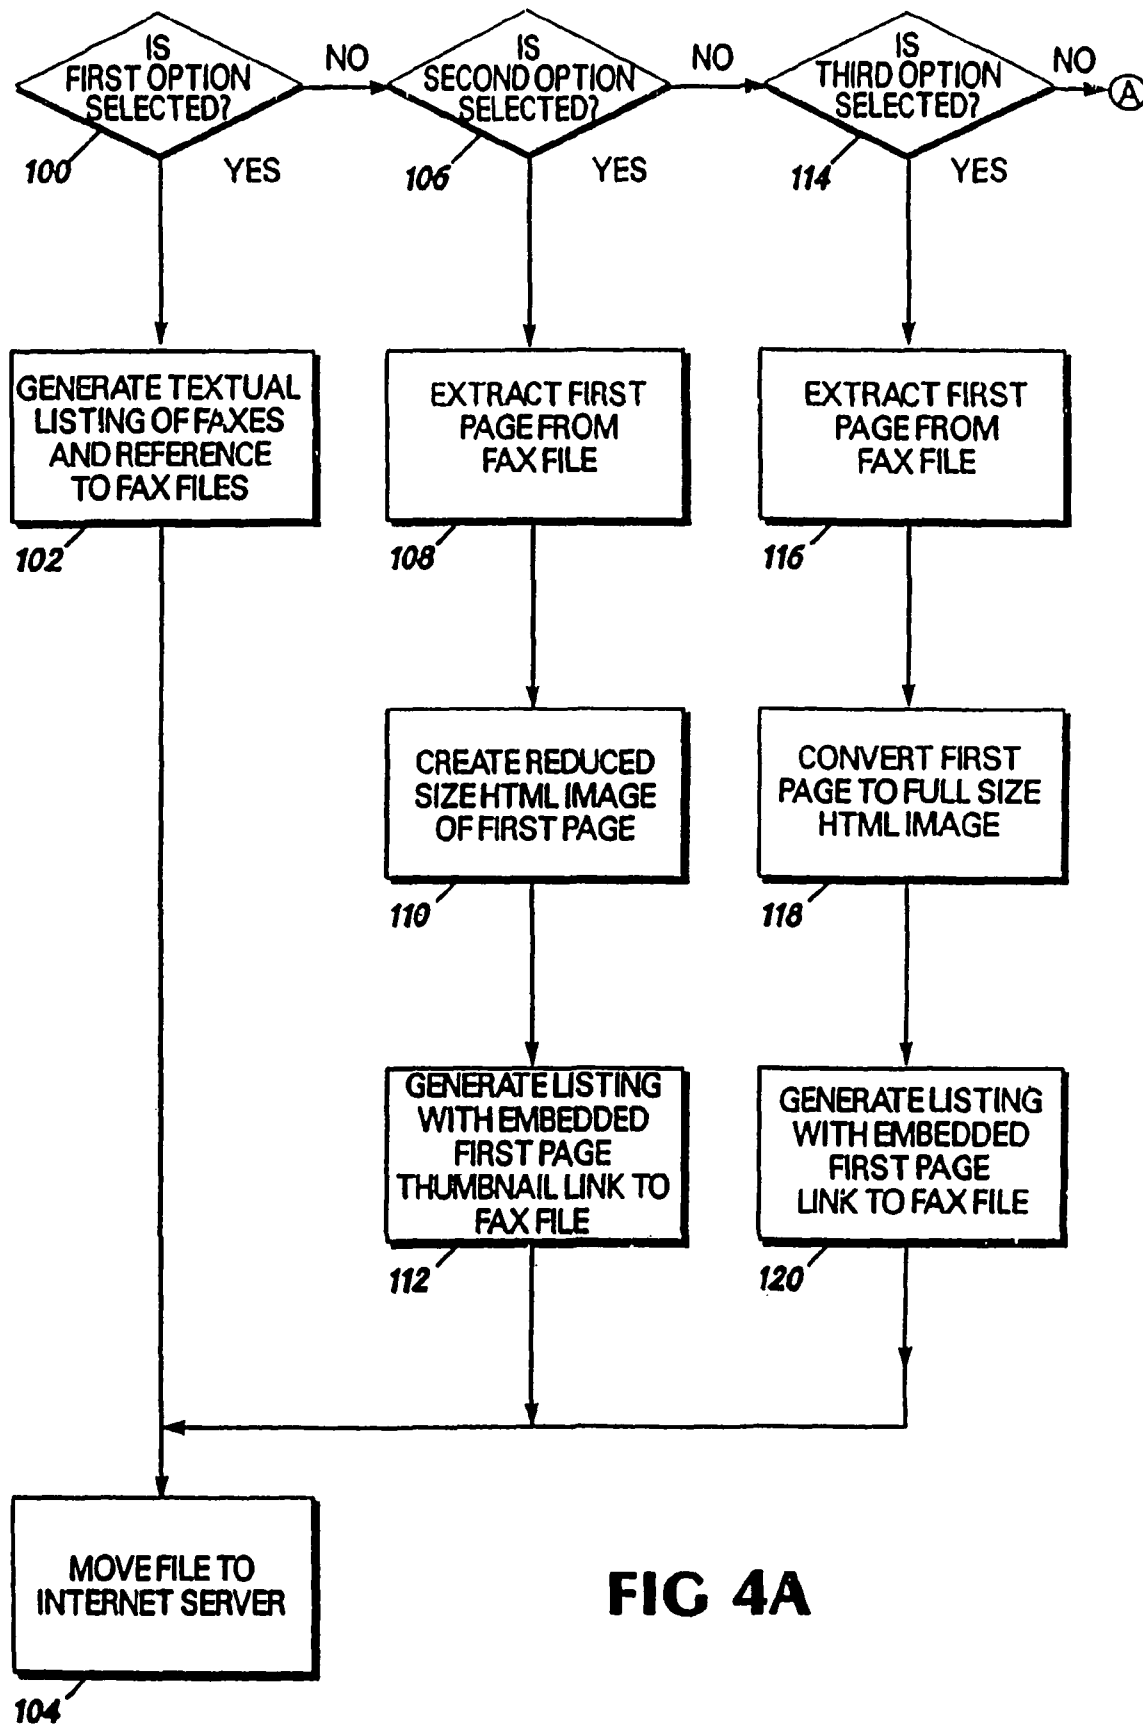 IS
FIRST OPTION
SELECTED?
100
NO
YES
IS
SECOND OPTION
SELECTED?
106
NO
YES
IS
THIRD OPTION
SELECTED?
114
NO
A
YES
GENERATE TEXTUAL
LISTING OF FAXES
AND REFERENCE
TO FAX FILES
102
EXTRACT FIRST
PAGE FROM
FAX FILE
108
EXTRACT FIRST
PAGE FROM
FAX FILE
116
CREATE REDUCED
SIZE HTML IMAGE
OF FIRST PAGE
110
CONVERT FIRST
PAGE TO FULL SIZE
HTML IMAGE
118
GENERATE LISTING
WITH EMBEDDED
FIRST PAGE
THUMBNAIL LINK TO
FAX FILE
112
GENERATE LISTING
WITH EMBEDDED
FIRST PAGE
LINK TO FAX FILE
120
MOVE FILE TO
INTERNET SERVER
104
FIG 4A